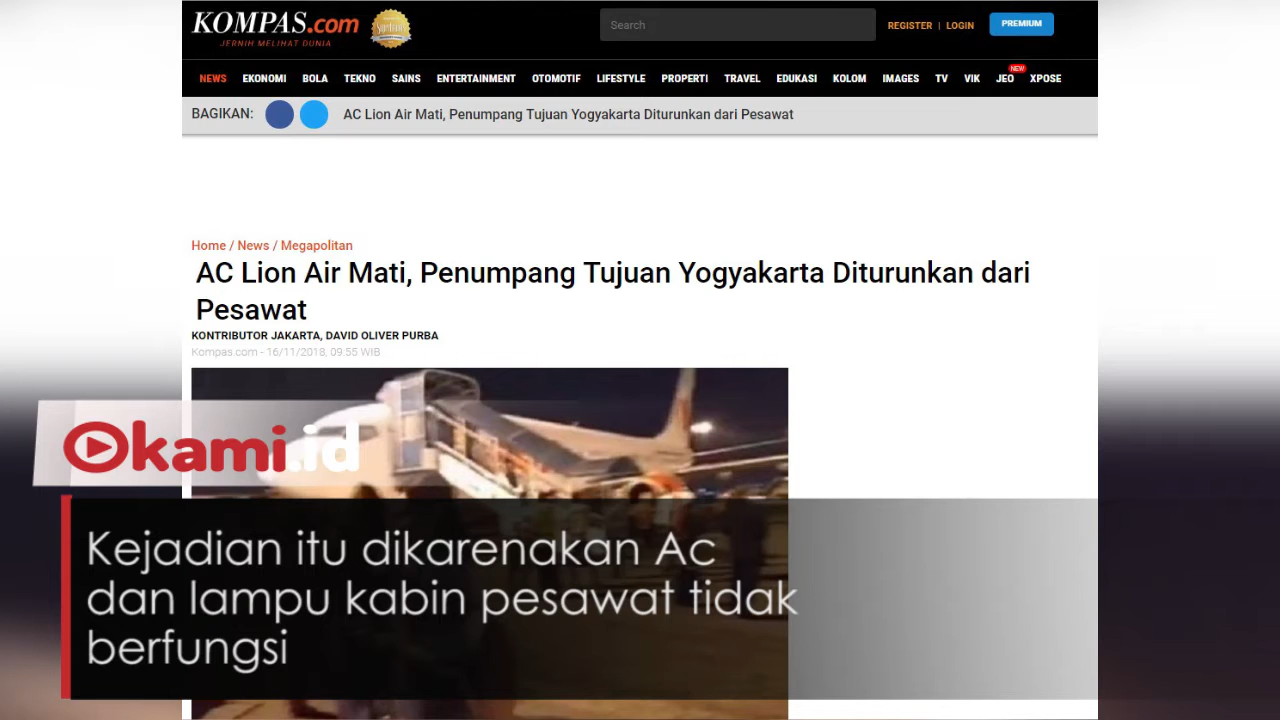 KOMPAS.com
JERNIH MELIHAT DUNIA
Search
REGISTER | LOGIN
PREMIUM
NEWS EKONOMI BOLA TEKNO SAINS ENTERTAINMENT OTOMOTIF LIFESTYLE PROPERTI TRAVEL EDUKASI KOLOM IMAGES TV VIK JEO NEW XPOSE
BAGIKAN: AC Lion Air Mati, Penumpang Tujuan Yogyakarta Diturunkan dari Pesawat
Home / News / Megapolitan
AC Lion Air Mati, Penumpang Tujuan Yogyakarta Diturunkan dari
Pesawat
KONTRIBUTOR JAKARTA, DAVID OLIVER PURBA
Kompas.com - 16/11/2018, 09:55 WIB
Okami.id
Kejadian itu dikarenakan Ac
dan lampu kabin pesawat tidak
berfungsi